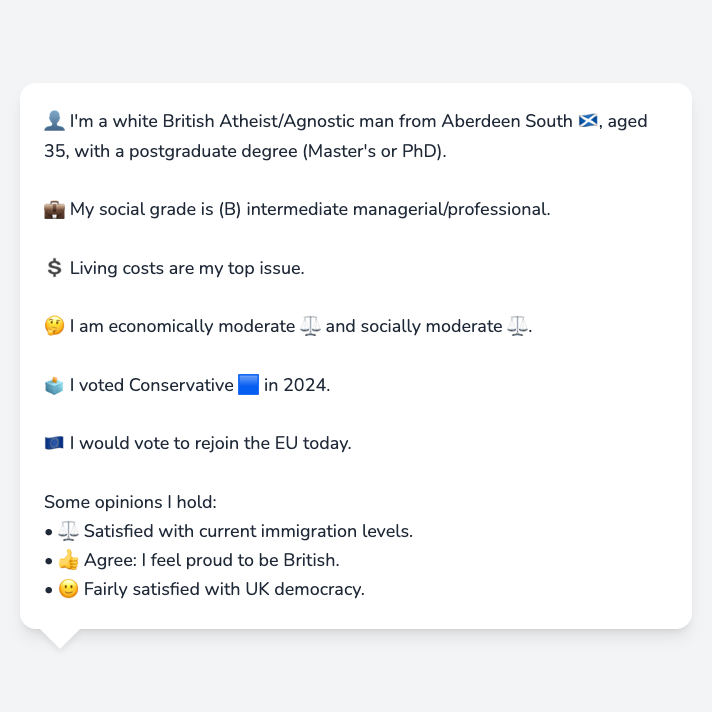 👤 I'm a white British Atheist/Agnostic man from Aberdeen South 🏴󠁧󠁢󠁳󠁣󠁴󠁿, aged
35, with a postgraduate degree (Master's or PhD).
💼 My social grade is (B) intermediate managerial/professional.
💲 Living costs are my top issue.
🤔 I am economically moderate ⚖️ and socially moderate ⚖️.
🗳️ I voted Conservative 🟦 in 2024.
🇪🇺 I would vote to rejoin the EU today.
Some opinions I hold:
• ⚖️ Satisfied with current immigration levels.
• 👍 Agree: I feel proud to be British.
• 🙂 Fairly satisfied with UK democracy.